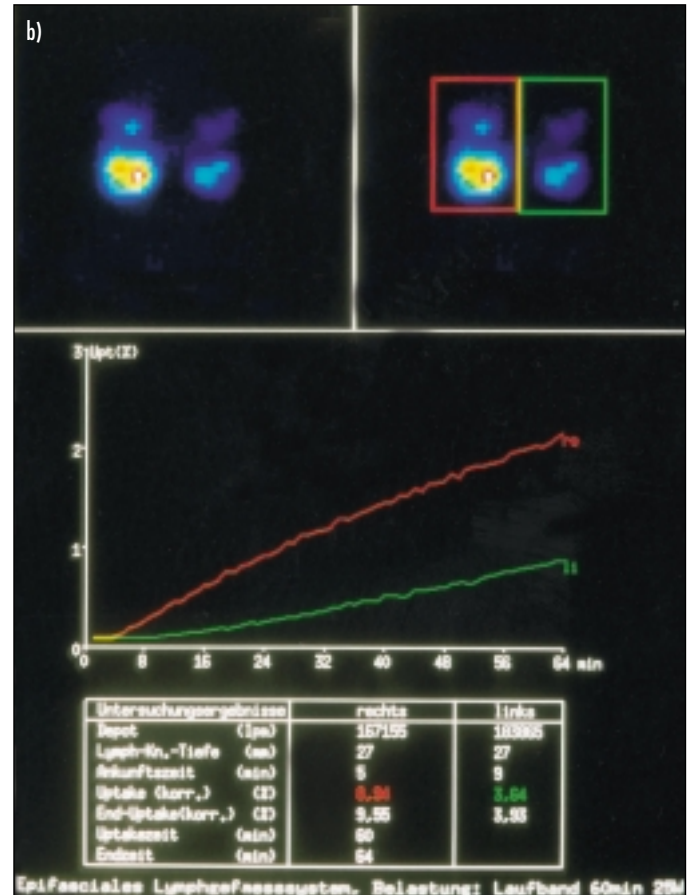 b)
3 Upt(%)
2
re
1
li
0
0 8 16 24 32 40 48 56 64 min
Untersuchungsergebnisse rechts links
Depot (ipm) 167155
Lymph-Kn.-Tiefe (mm) 27 27
Ankunftszeit (min) 5 9
Uptake (korr.) (%) 3,64
End-Uptake(korr.) (%) 9,55 3,93
Uptakezeit (min) 60
Endzeit (min) 64
Epifasciales Lymphgefaesssystem, Belastung: Laufband 60min 25W